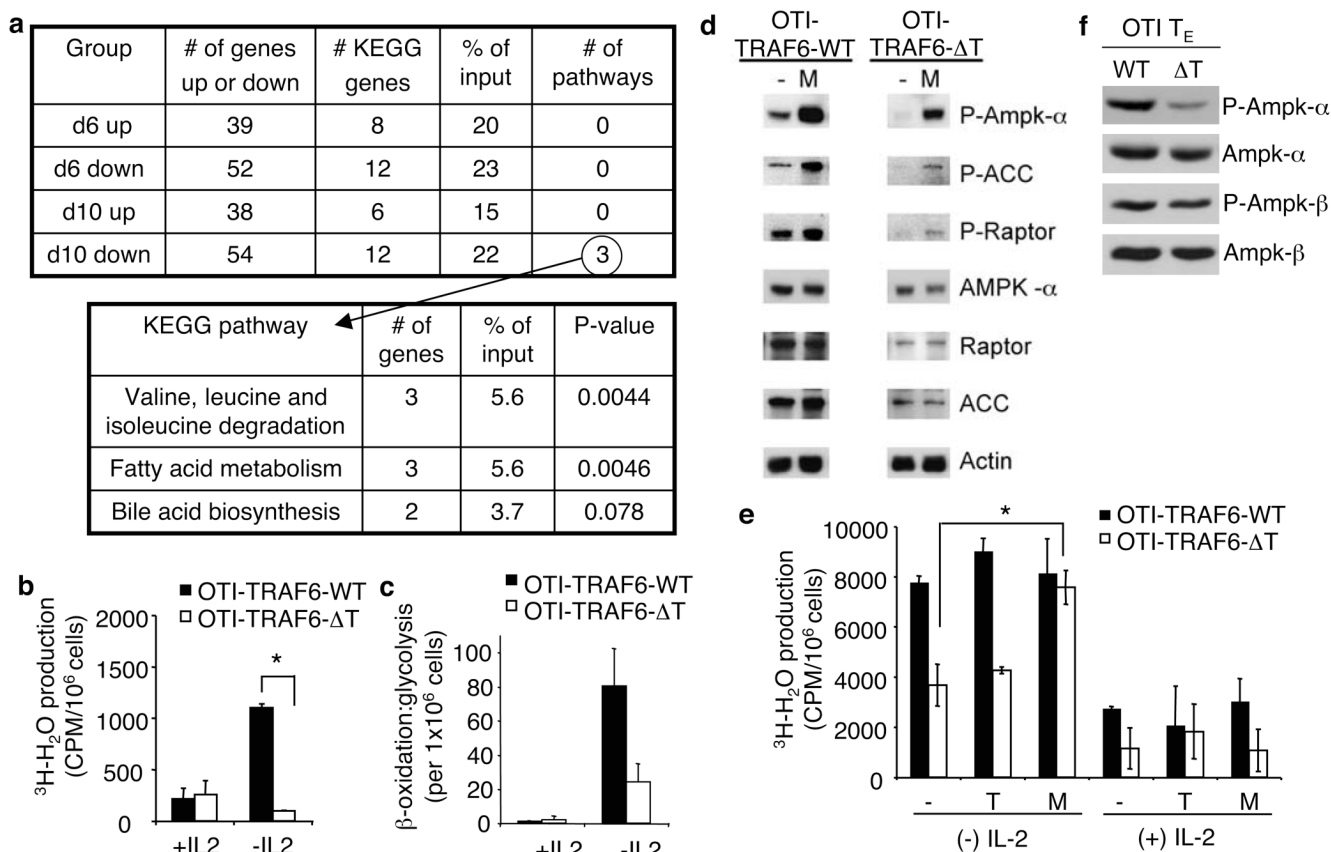 a
Group # of genes up or down # KEGG genes % of input # of pathways
d6 up 39 8 20 0
d6 down 52 12 23 0
d10 up 38 6 15 0
d10 down 54 12 22 3
KEGG pathway # of genes % of input P-value
Valine, leucine and isoleucine degradation 3 5.6 0.0044
Fatty acid metabolism 3 5.6 0.0046
Bile acid biosynthesis 2 3.7 0.078
b
OTI-TRAF6-WT
OTI-TRAF6-ΔT
³H-H₂O production
(CPM/10⁶ cells)
2000
1500
1000
500
0
*
+IL2 -IL2
c
OTI-TRAF6-WT
OTI-TRAF6-ΔT
β-oxidation:glycolysis
(per 1x10⁶ cells)
100
80
60
40
20
0
+IL2 -IL2
d
OTI-TRAF6-WT OTI-TRAF6-ΔT
- M - M
P-Ampk-α
P-ACC
P-Raptor
AMPK -α
Raptor
ACC
Actin
e
OTI-TRAF6-WT
OTI-TRAF6-ΔT
³H-H₂O production
(CPM/10⁶ cells)
10000
8000
6000
4000
2000
0
*
- T M - T M
(-) IL-2 (+) IL-2
f
OTI Tᴇ
WT ΔT
P-Ampk-α
Ampk-α
P-Ampk-β
Ampk-β